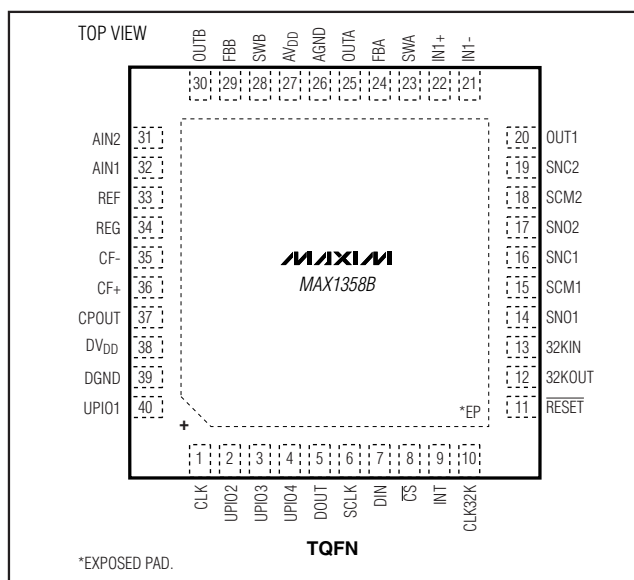 TOP VIEW
OUTB FBB SWB AVDD AGND OUTA FBA SWA IN1+ IN1-
30 29 28 27 26 25 24 23 22 21
AIN2 31
AIN1 32
REF 33
REG 34
CF- 35
CF+ 36
CPOUT 37
DVDD 38
DGND 39
UPIO1 40
MAXIM
MAX1358B
20 OUT1
19 SNC2
18 SCM2
17 SNO2
16 SNC1
15 SCM1
14 SNO1
13 32KIN
12 32KOUT
11 RESET
*EP
+
1 2 3 4 5 6 7 8 9 10
CLK UPIO2 UPIO3 UPIO4 DOUT SCLK DIN CS INT CLK32K
TQFN
*EXPOSED PAD.